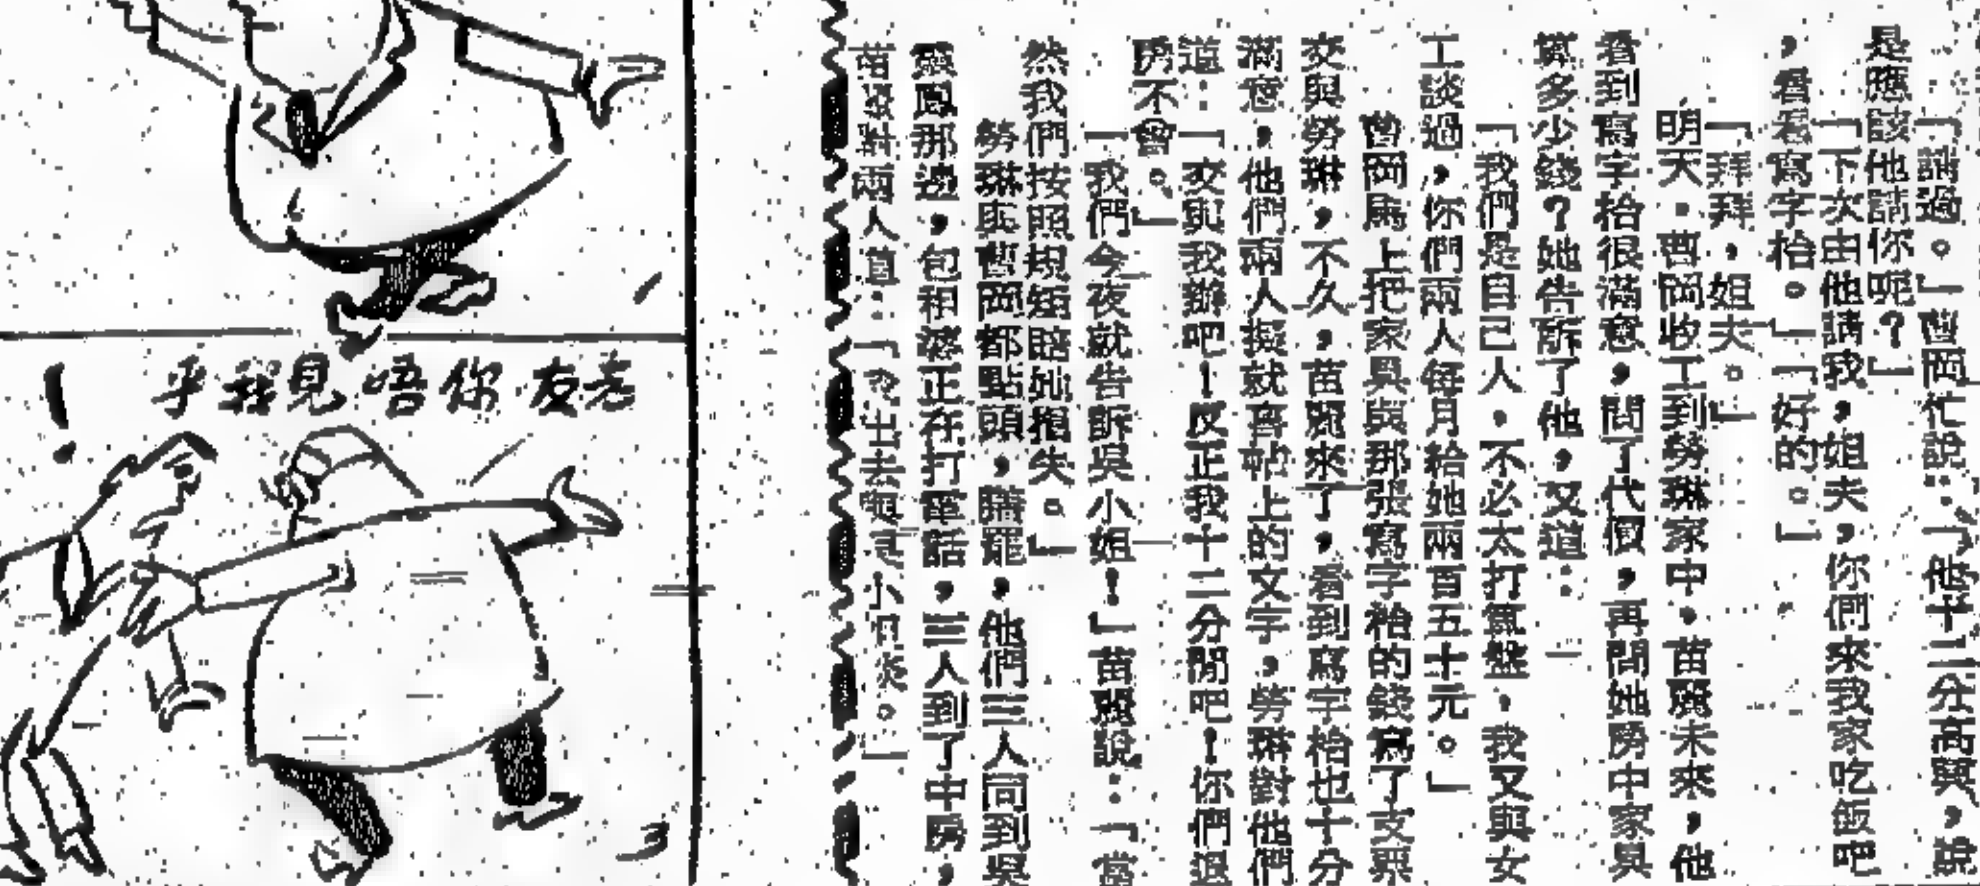 「請過。」曹岡忙說：「他十二分高興，說
是應該他請你呢？」
「下次由他請我，姐夫，你們來我家吃飯吧
，看看寫字枱。」「好的。」
「拜拜，姐夫。」
明天．曹岡收工到勞琳家中，苗麗未來，他
看到寫字枱很滿意，問了代價，再問她房中家具
算多少錢？她告訴了他，又道：
「我們是自己人，不必太打算盤，我又與女
工談過，你們兩人每月給她兩百五十元。」
曹岡馬上把家具與那張寫字枱的錢寫了支票
交與勞琳，不久，苗麗來了，看到寫字枱也十分
滿意，他們兩人擬就喜帖上的文字，勞琳對他們
道：「交與我辦吧！反正我十二分閒吧！你們退
房不曾。」
「我們今夜就告訴吳小姐！」苗麗說：「當
然我們按照規矩賠她損失。」
勞琳與曹岡都點頭，膳罷，他們三人同到吳
鳳那邊，包租婆正在打電話，三人到了中房，
苗麗對兩人道：「小
老友你唔見我乎！
3